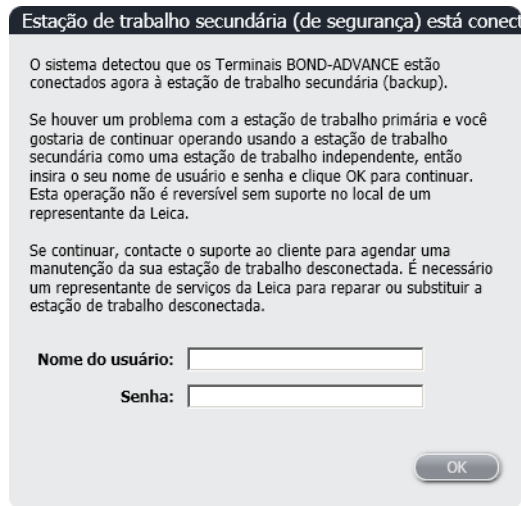 Estação de trabalho secundária (de segurança) está conect
O sistema detectou que os Terminais BOND-ADVANCE estão
conectados agora à estação de trabalho secundária (backup).
Se houver um problema com a estação de trabalho primária e você
gostaria de continuar operando usando a estação de trabalho
secundária como uma estação de trabalho independente, então
insira o seu nome de usuário e senha e clique OK para continuar.
Esta operação não é reversível sem suporte no local de um
representante da Leica.
Se continuar, contacte o suporte ao cliente para agendar uma
manutenção da sua estação de trabalho desconectada. É necessário
um representante de serviços da Leica para reparar ou substituir a
estação de trabalho desconectada.
Nome do usuário:
Senha:
OK